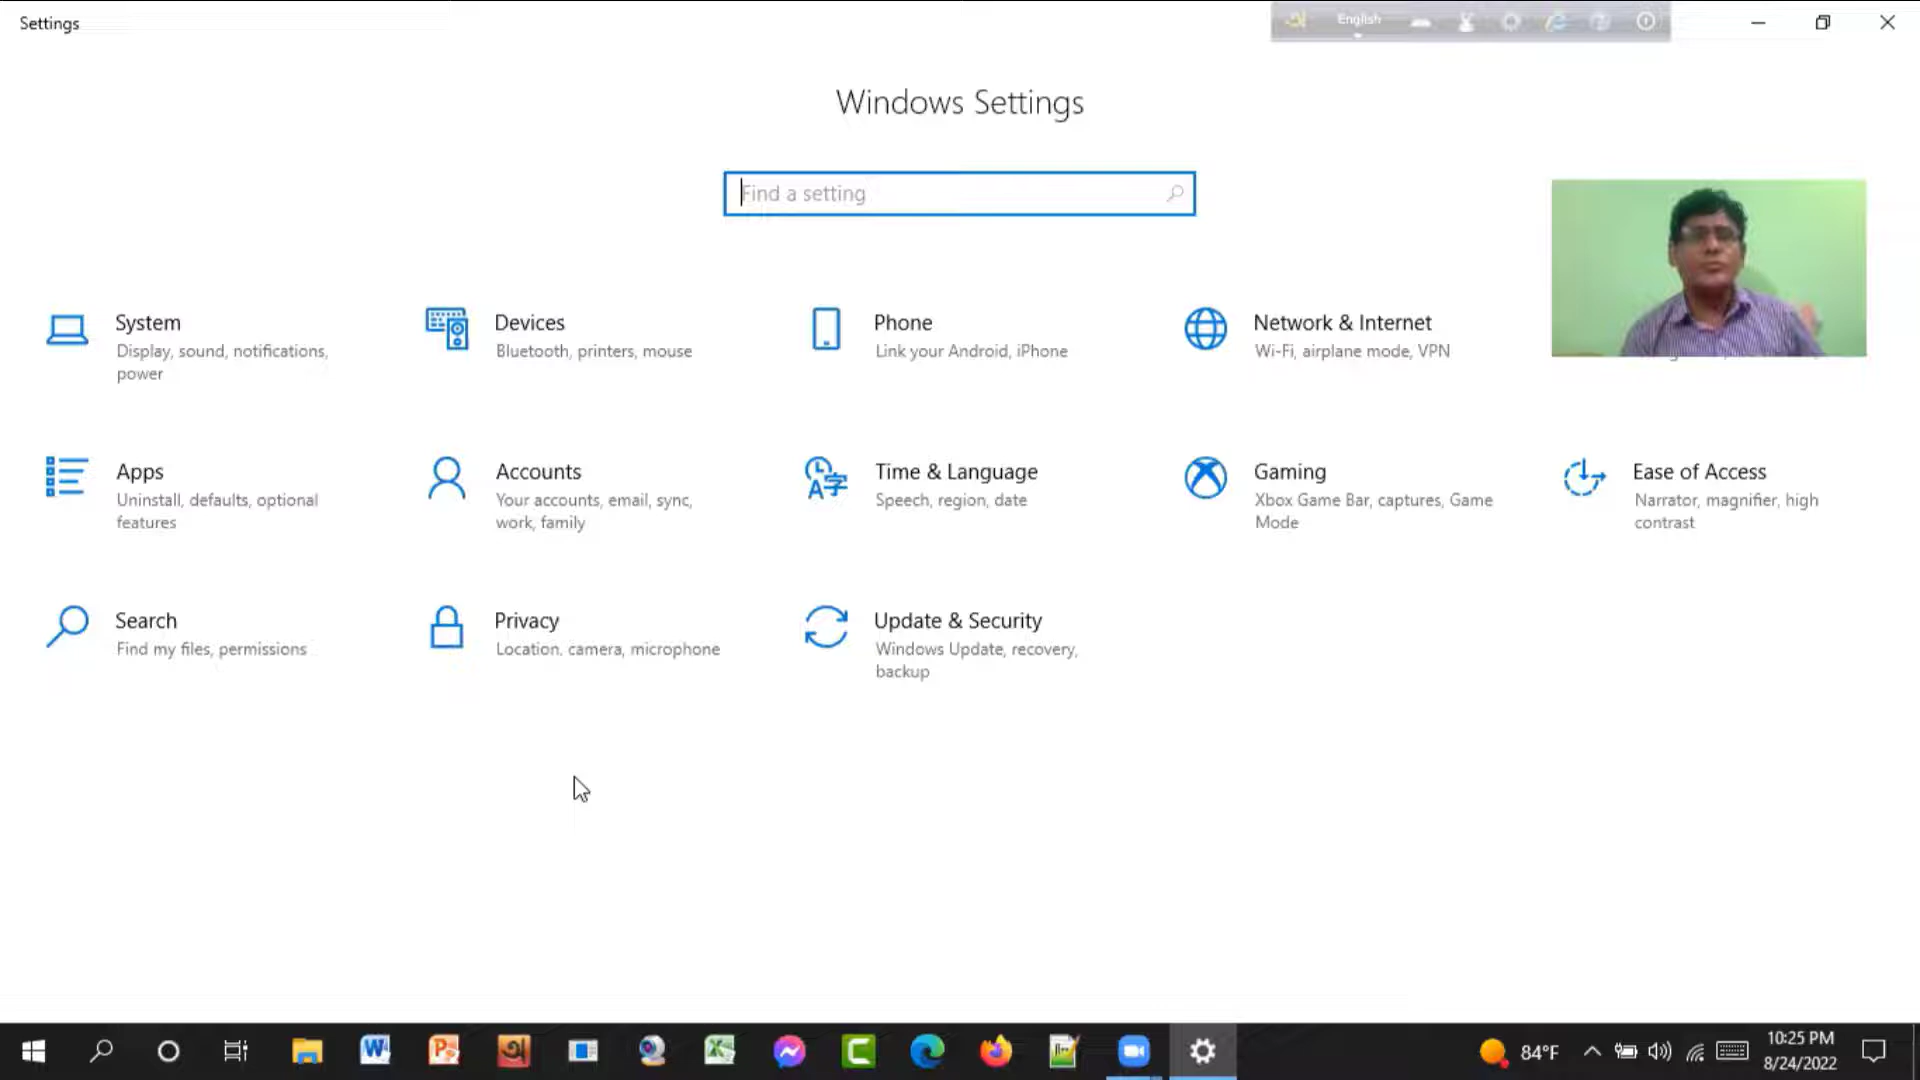 Settings
English
Windows Settings
Find a setting
System
Display, sound, notifications,
power
Devices
Bluetooth, printers, mouse
Phone
Link your Android, iPhone
Network & Internet
Wi-Fi, airplane mode, VPN
Apps
Uninstall, defaults, optional
features
Accounts
Your accounts, email, sync,
work, family
Time & Language
Speech, region, date
Gaming
Xbox Game Bar, captures, Game
Mode
Ease of Access
Narrator, magnifier, high
contrast
Search
Find my files, permissions
Privacy
Location, camera, microphone
Update & Security
Windows Update, recovery,
backup
84°F
10:25 PM
8/24/2022